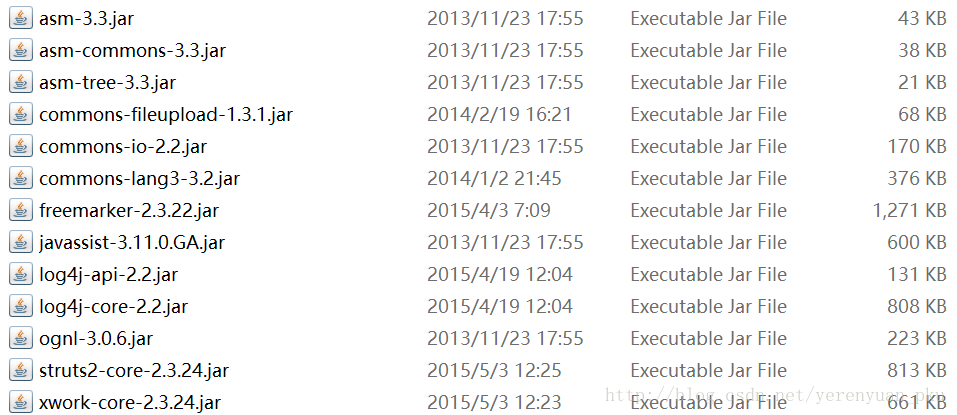 asm-3.3.jar 2013/11/23 17:55 Executable Jar File 43 KB
asm-commons-3.3.jar 2013/11/23 17:55 Executable Jar File 38 KB
asm-tree-3.3.jar 2013/11/23 17:55 Executable Jar File 21 KB
commons-fileupload-1.3.1.jar 2014/2/19 16:21 Executable Jar File 68 KB
commons-io-2.2.jar 2013/11/23 17:55 Executable Jar File 170 KB
commons-lang3-3.2.jar 2014/1/2 21:45 Executable Jar File 376 KB
freemarker-2.3.22.jar 2015/4/3 7:09 Executable Jar File 1,271 KB
javassist-3.11.0.GA.jar 2013/11/23 17:55 Executable Jar File 600 KB
log4j-api-2.2.jar 2015/4/19 12:04 Executable Jar File 131 KB
log4j-core-2.2.jar 2015/4/19 12:04 Executable Jar File 808 KB
ognl-3.0.6.jar 2013/11/23 17:55 Executable Jar File 223 KB
struts2-core-2.3.24.jar 2015/5/3 12:25 Executable Jar File 813 KB
xwork-core-2.3.24.jar 2015/5/3 12:23 Executable Jar File 661 KB
http://blog.csdn.net/yerenyuan_pku